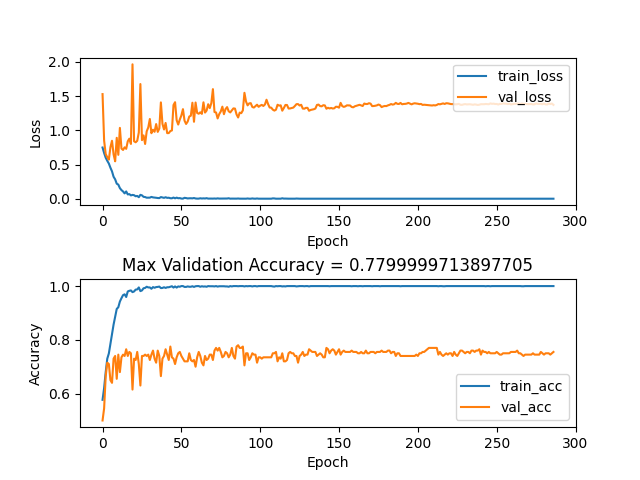 2.0
1.5
1.0
0.5
0.0
Loss
train_loss
val_loss
0 50 100 150 200 250 300
Epoch
Max Validation Accuracy = 0.7799999713897705
1.0
0.8
0.6
Accuracy
train_acc
val_acc
0 50 100 150 200 250 300
Epoch